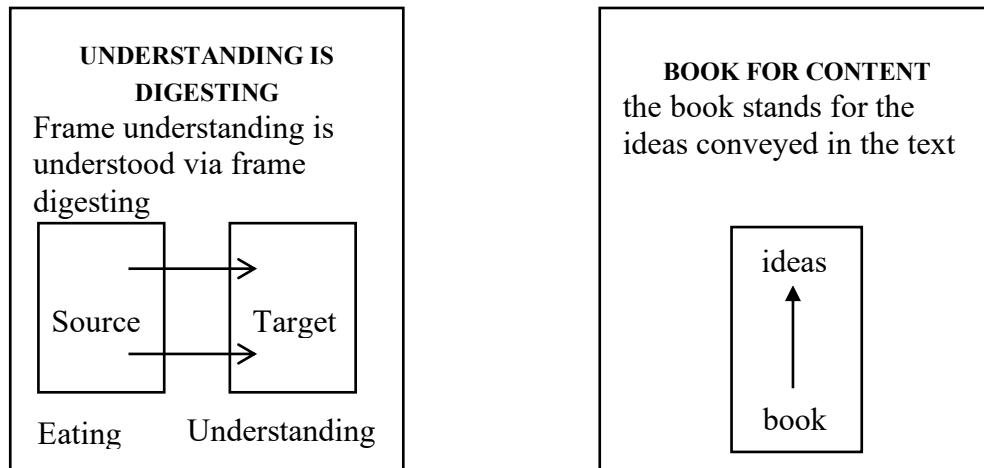 UNDERSTANDING IS
DIGESTING
Frame understanding is
understood via frame
digesting
Source
Target
Eating
Understanding
BOOK FOR CONTENT
the book stands for the
ideas conveyed in the text
ideas
book